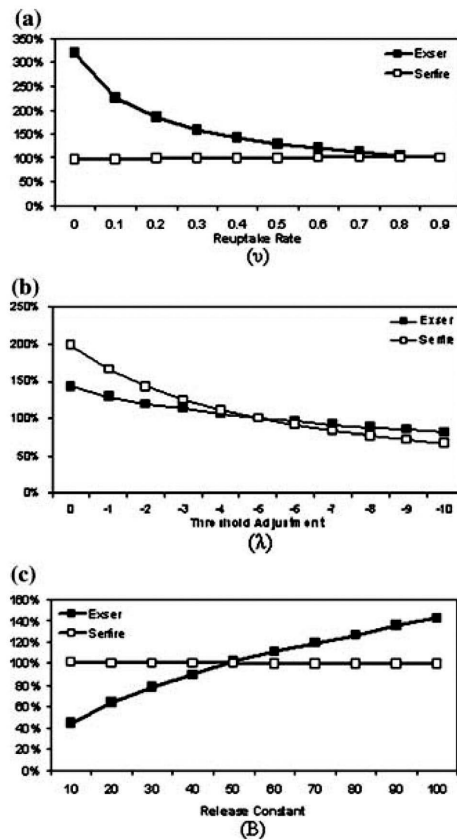 (a)
350%
300%
250%
200%
150%
100%
50%
0%
Exser
Serfire
0 0.1 0.2 0.3 0.4 0.5 0.6 0.7 0.8 0.9
Reuptake Rate
(υ)
(b)
250%
200%
150%
100%
50%
0%
Exser
Serfire
0 -1 -2 -3 -4 -5 -6 -7 -8 -9 -10
Threshold Adjustment
(λ)
(c)
160%
140%
120%
100%
80%
60%
40%
20%
0%
Exser
Serfire
10 20 30 40 50 60 70 80 90 100
Release Constant
(B)